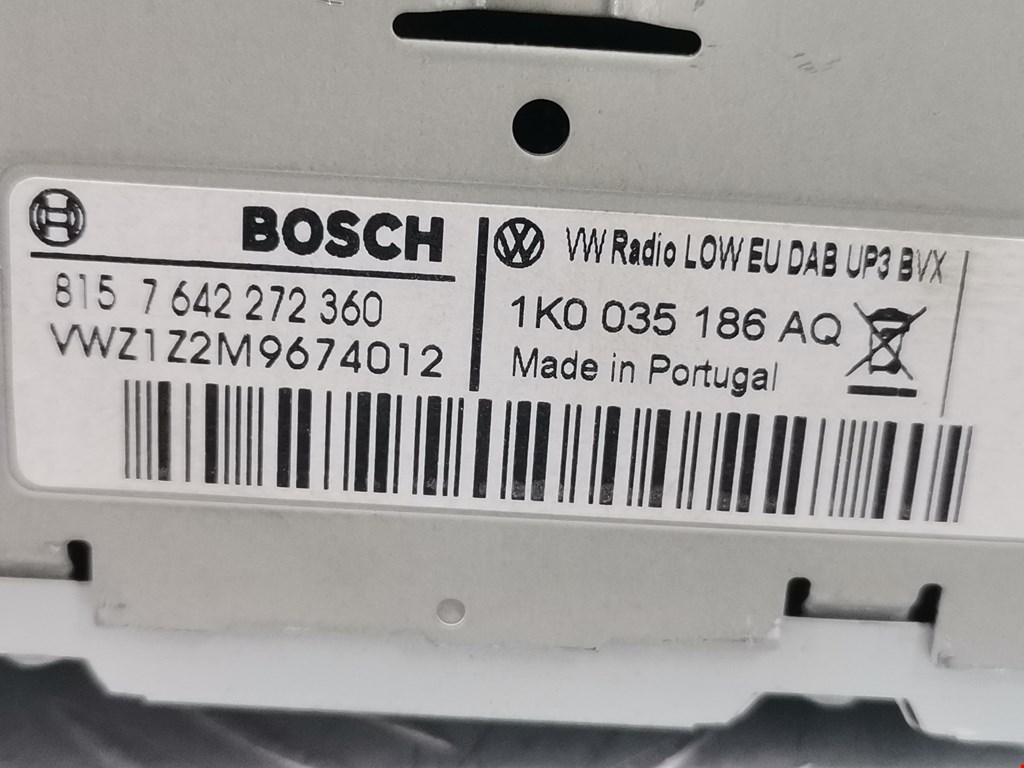 BOSCH
815 7 642 272 360
VWZ1Z2M9674012
VW Radio LOW EU DAB UP3 BVX
1K0 035 186 AQ
Made in Portugal